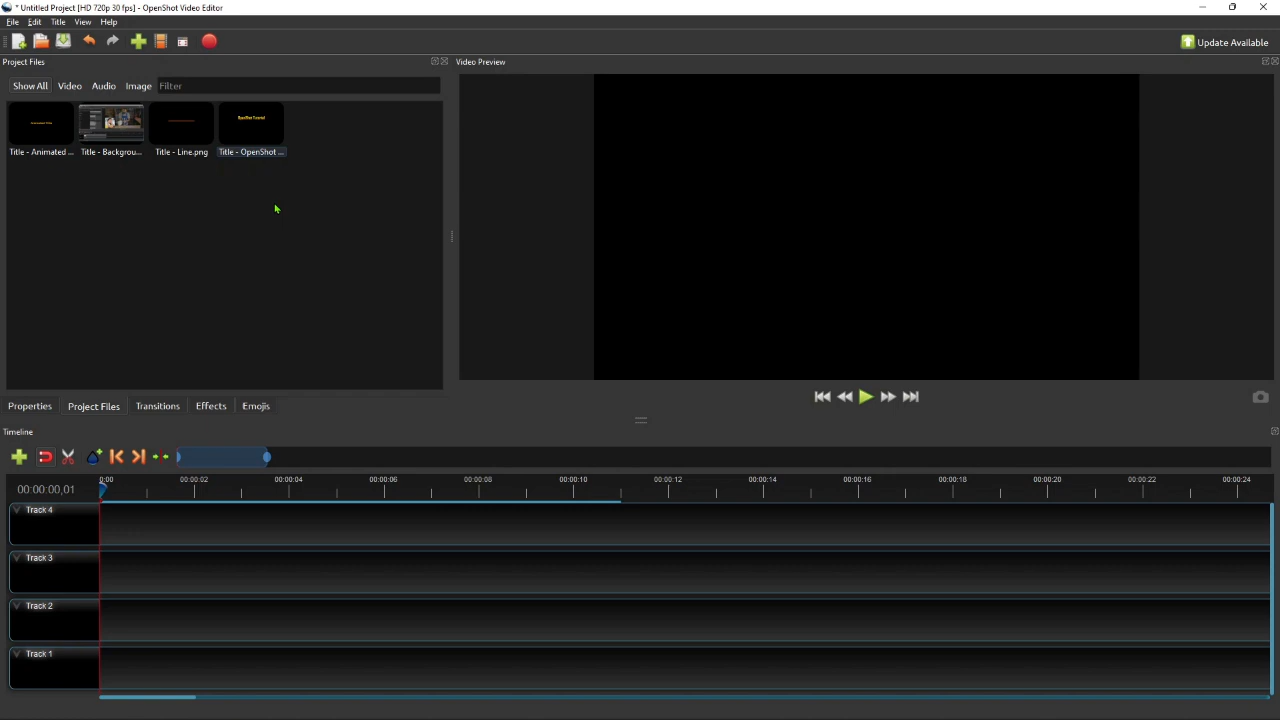 * Untitled Project [HD 720p 30 fps] - OpenShot Video Editor
File Edit Title View Help
Update Available
Project Files
Video Preview
Show All Video Audio Image Filter
OpenShot Tutorial
Title - Animated ... Title - Backgrou... Title - Line.png Title - OpenShot ...
Properties Project Files Transitions Effects Emojis
Timeline
00:00:00,01
0:00 00:00:02 00:00:04 00:00:06 00:00:08 00:00:10 00:00:12 00:00:14 00:00:16 00:00:18 00:00:20 00:00:22 00:00:24
Track 4
Track 3
Track 2
Track 1